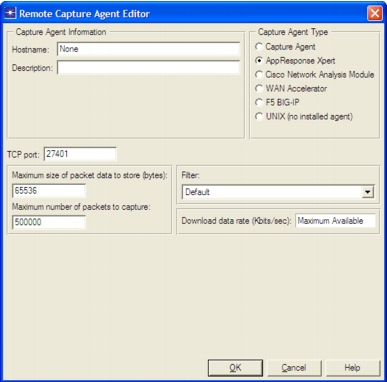 Remote Capture Agent Editor
Capture Agent Information
Hostname: None
Description:
Capture Agent Type
Capture Agent
AppResponse Xpert
Cisco Network Analysis Module
WAN Accelerator
F5 BIG-IP
UNIX (no installed agent)
TCP port: 27401
Maximum size of packet data to store (bytes):
65536
Maximum number of packets to capture:
500000
Filter:
Default
Download data rate (Kbits/sec): Maximum Available
OK Cancel Help